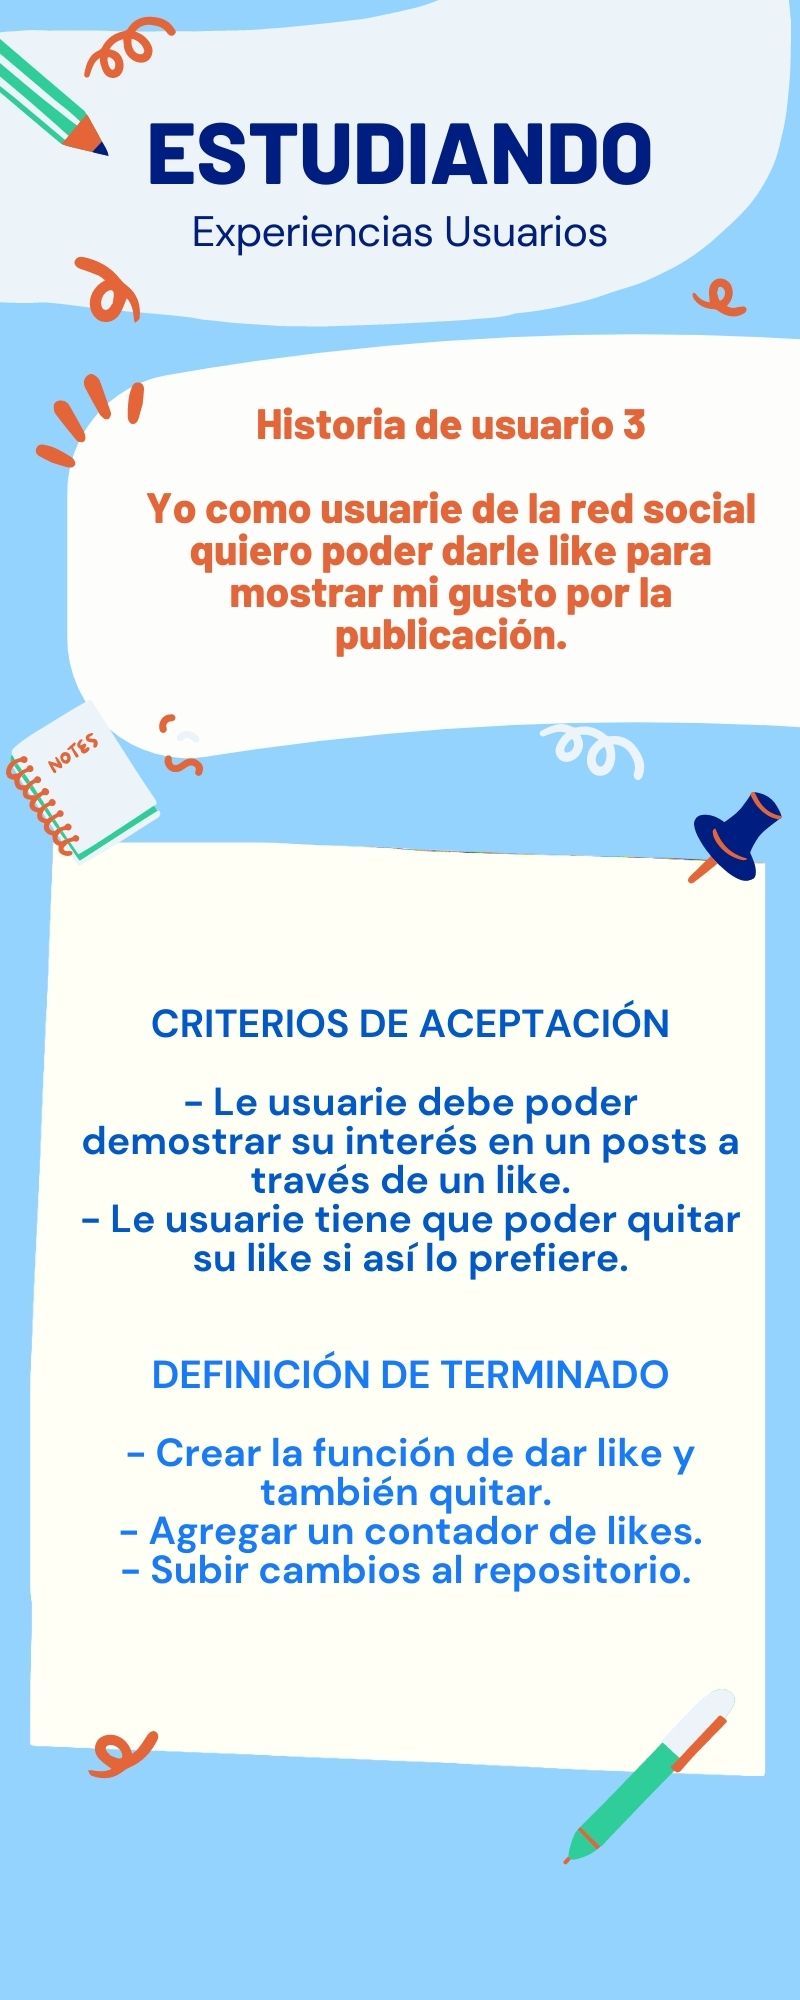 ESTUDIANDO
Experiencias Usuarios
Historia de usuario 3
Yo como usuarie de la red social
quiero poder darle like para
mostrar mi gusto por la
publicación.
NOTES
CRITERIOS DE ACEPTACIÓN
- Le usuarie debe poder
demostrar su interés en un posts a
través de un like.
- Le usuarie tiene que poder quitar
su like si así lo prefiere.
DEFINICIÓN DE TERMINADO
- Crear la función de dar like y
también quitar.
- Agregar un contador de likes.
- Subir cambios al repositorio.